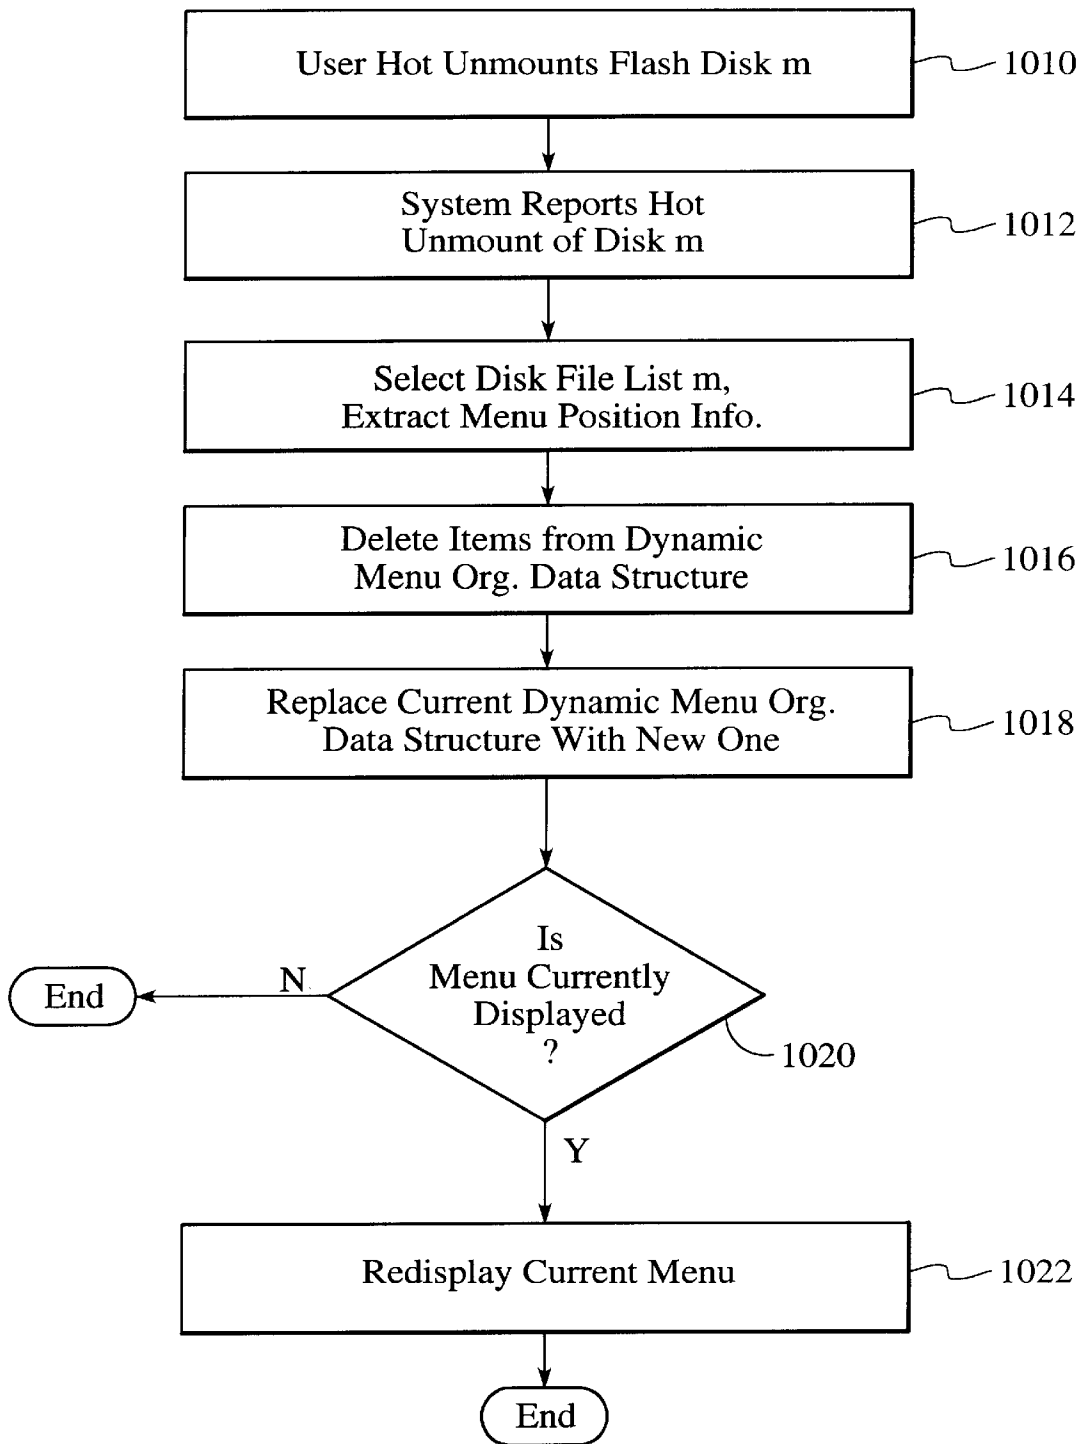 User Hot Unmounts Flash Disk m
1010
System Reports Hot
Unmount of Disk m
1012
Select Disk File List m,
Extract Menu Position Info.
1014
Delete Items from Dynamic
Menu Org. Data Structure
1016
Replace Current Dynamic Menu Org.
Data Structure With New One
1018
Is
Menu Currently
Displayed
?
N
End
1020
Y
Redisplay Current Menu
1022
End